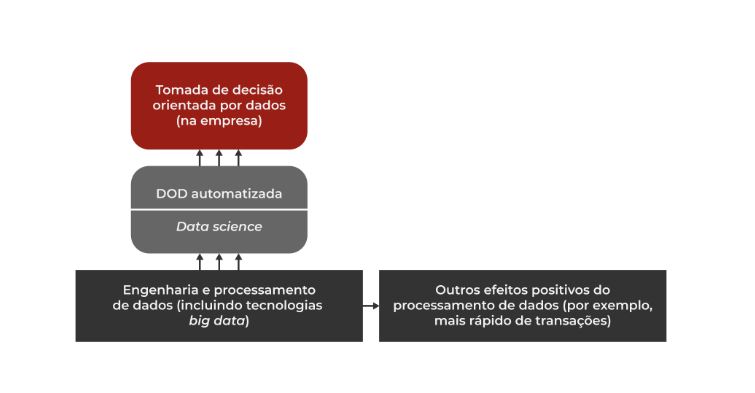 Tomada de decisão
orientada por dados
(na empresa)
DOD automatizada
Data science
Engenharia e processamento
de dados (incluindo tecnologias
big data)
Outros efeitos positivos do
processamento de dados (por exemplo,
mais rápido de transações)